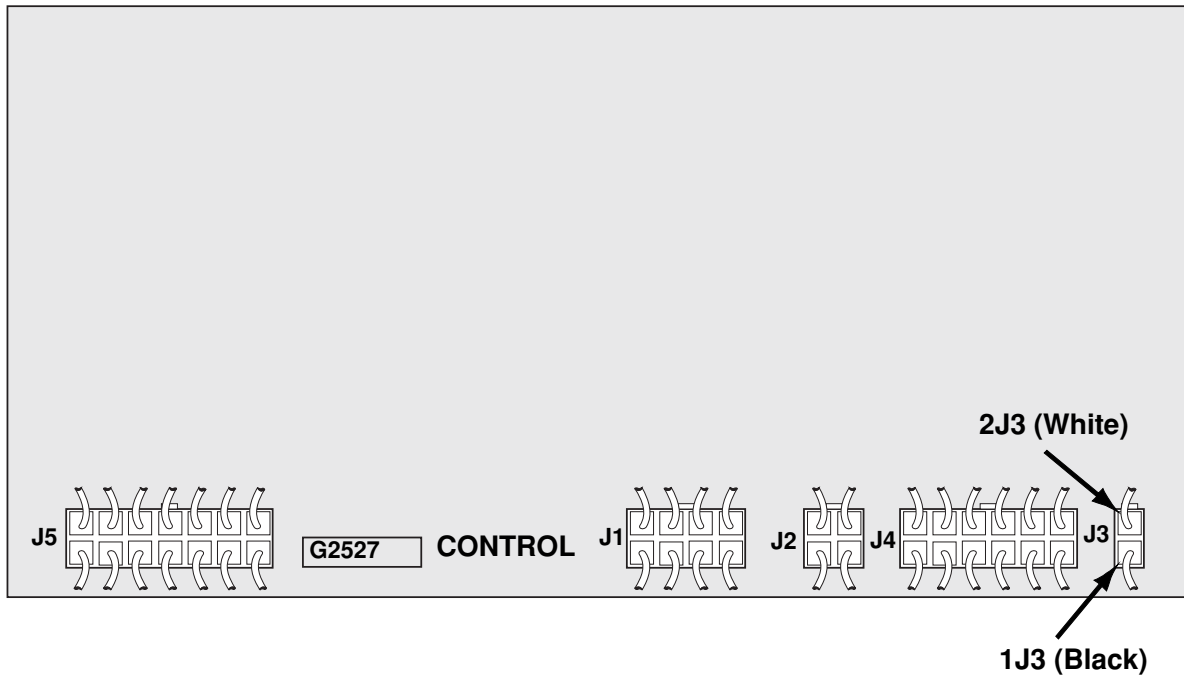 2J3 (White)
J5
G2527
CONTROL
J1
J2
J4
J3
1J3 (Black)